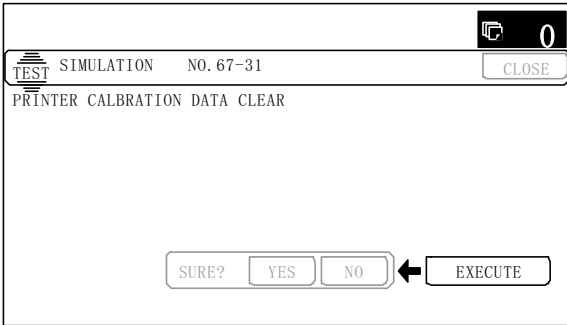 0
TEST SIMULATION NO.67-31 CLOSE
PRINTER CALBRATION DATA CLEAR
SURE? YES NO EXECUTE